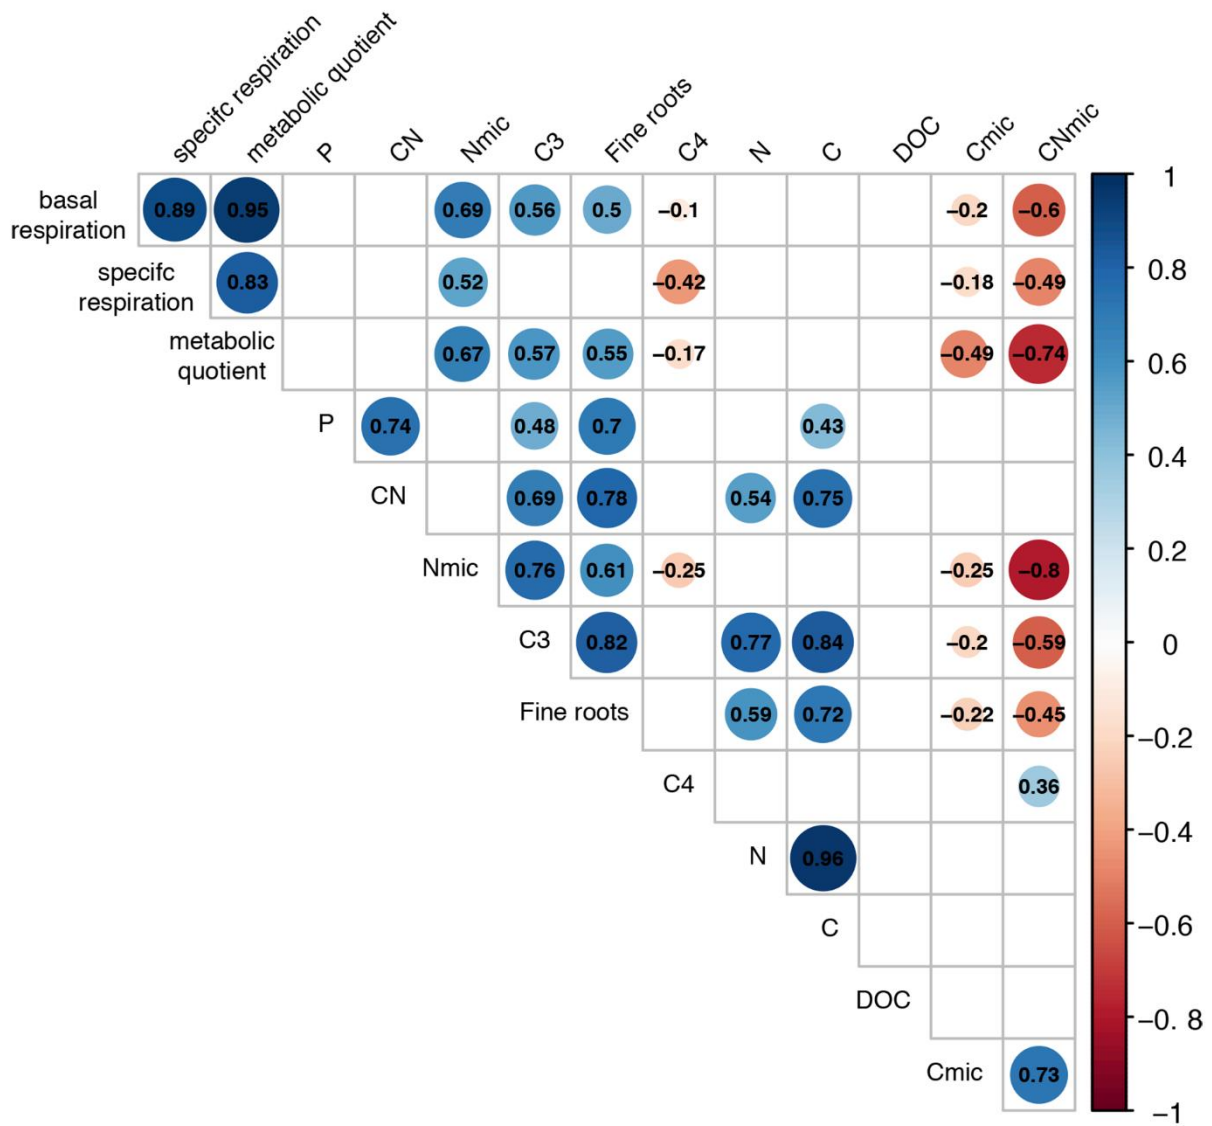 specifc respiration
metabolic quotient
P
CN
Nmic
C3
Fine roots
C4
N
C
DOC
Cmic
CNmic
basal
respiration
0.89 0.95 0.69 0.56 0.5 −0.1 −0.2 −0.6
specifc
respiration
0.83 0.52 −0.42 −0.18 −0.49
metabolic
quotient
0.67 0.57 0.55 −0.17 −0.49 −0.74
P 0.74 0.48 0.7 0.43
CN 0.69 0.78 0.54 0.75
Nmic 0.76 0.61 −0.25 −0.25 −0.8
C3 0.82 0.77 0.84 −0.2 −0.59
Fine roots 0.59 0.72 −0.22 −0.45
C4 0.36
N 0.96
C
DOC
Cmic 0.73
1
0.8
0.6
0.4
0.2
0
−0.2
−0.4
−0.6
−0. 8
−1